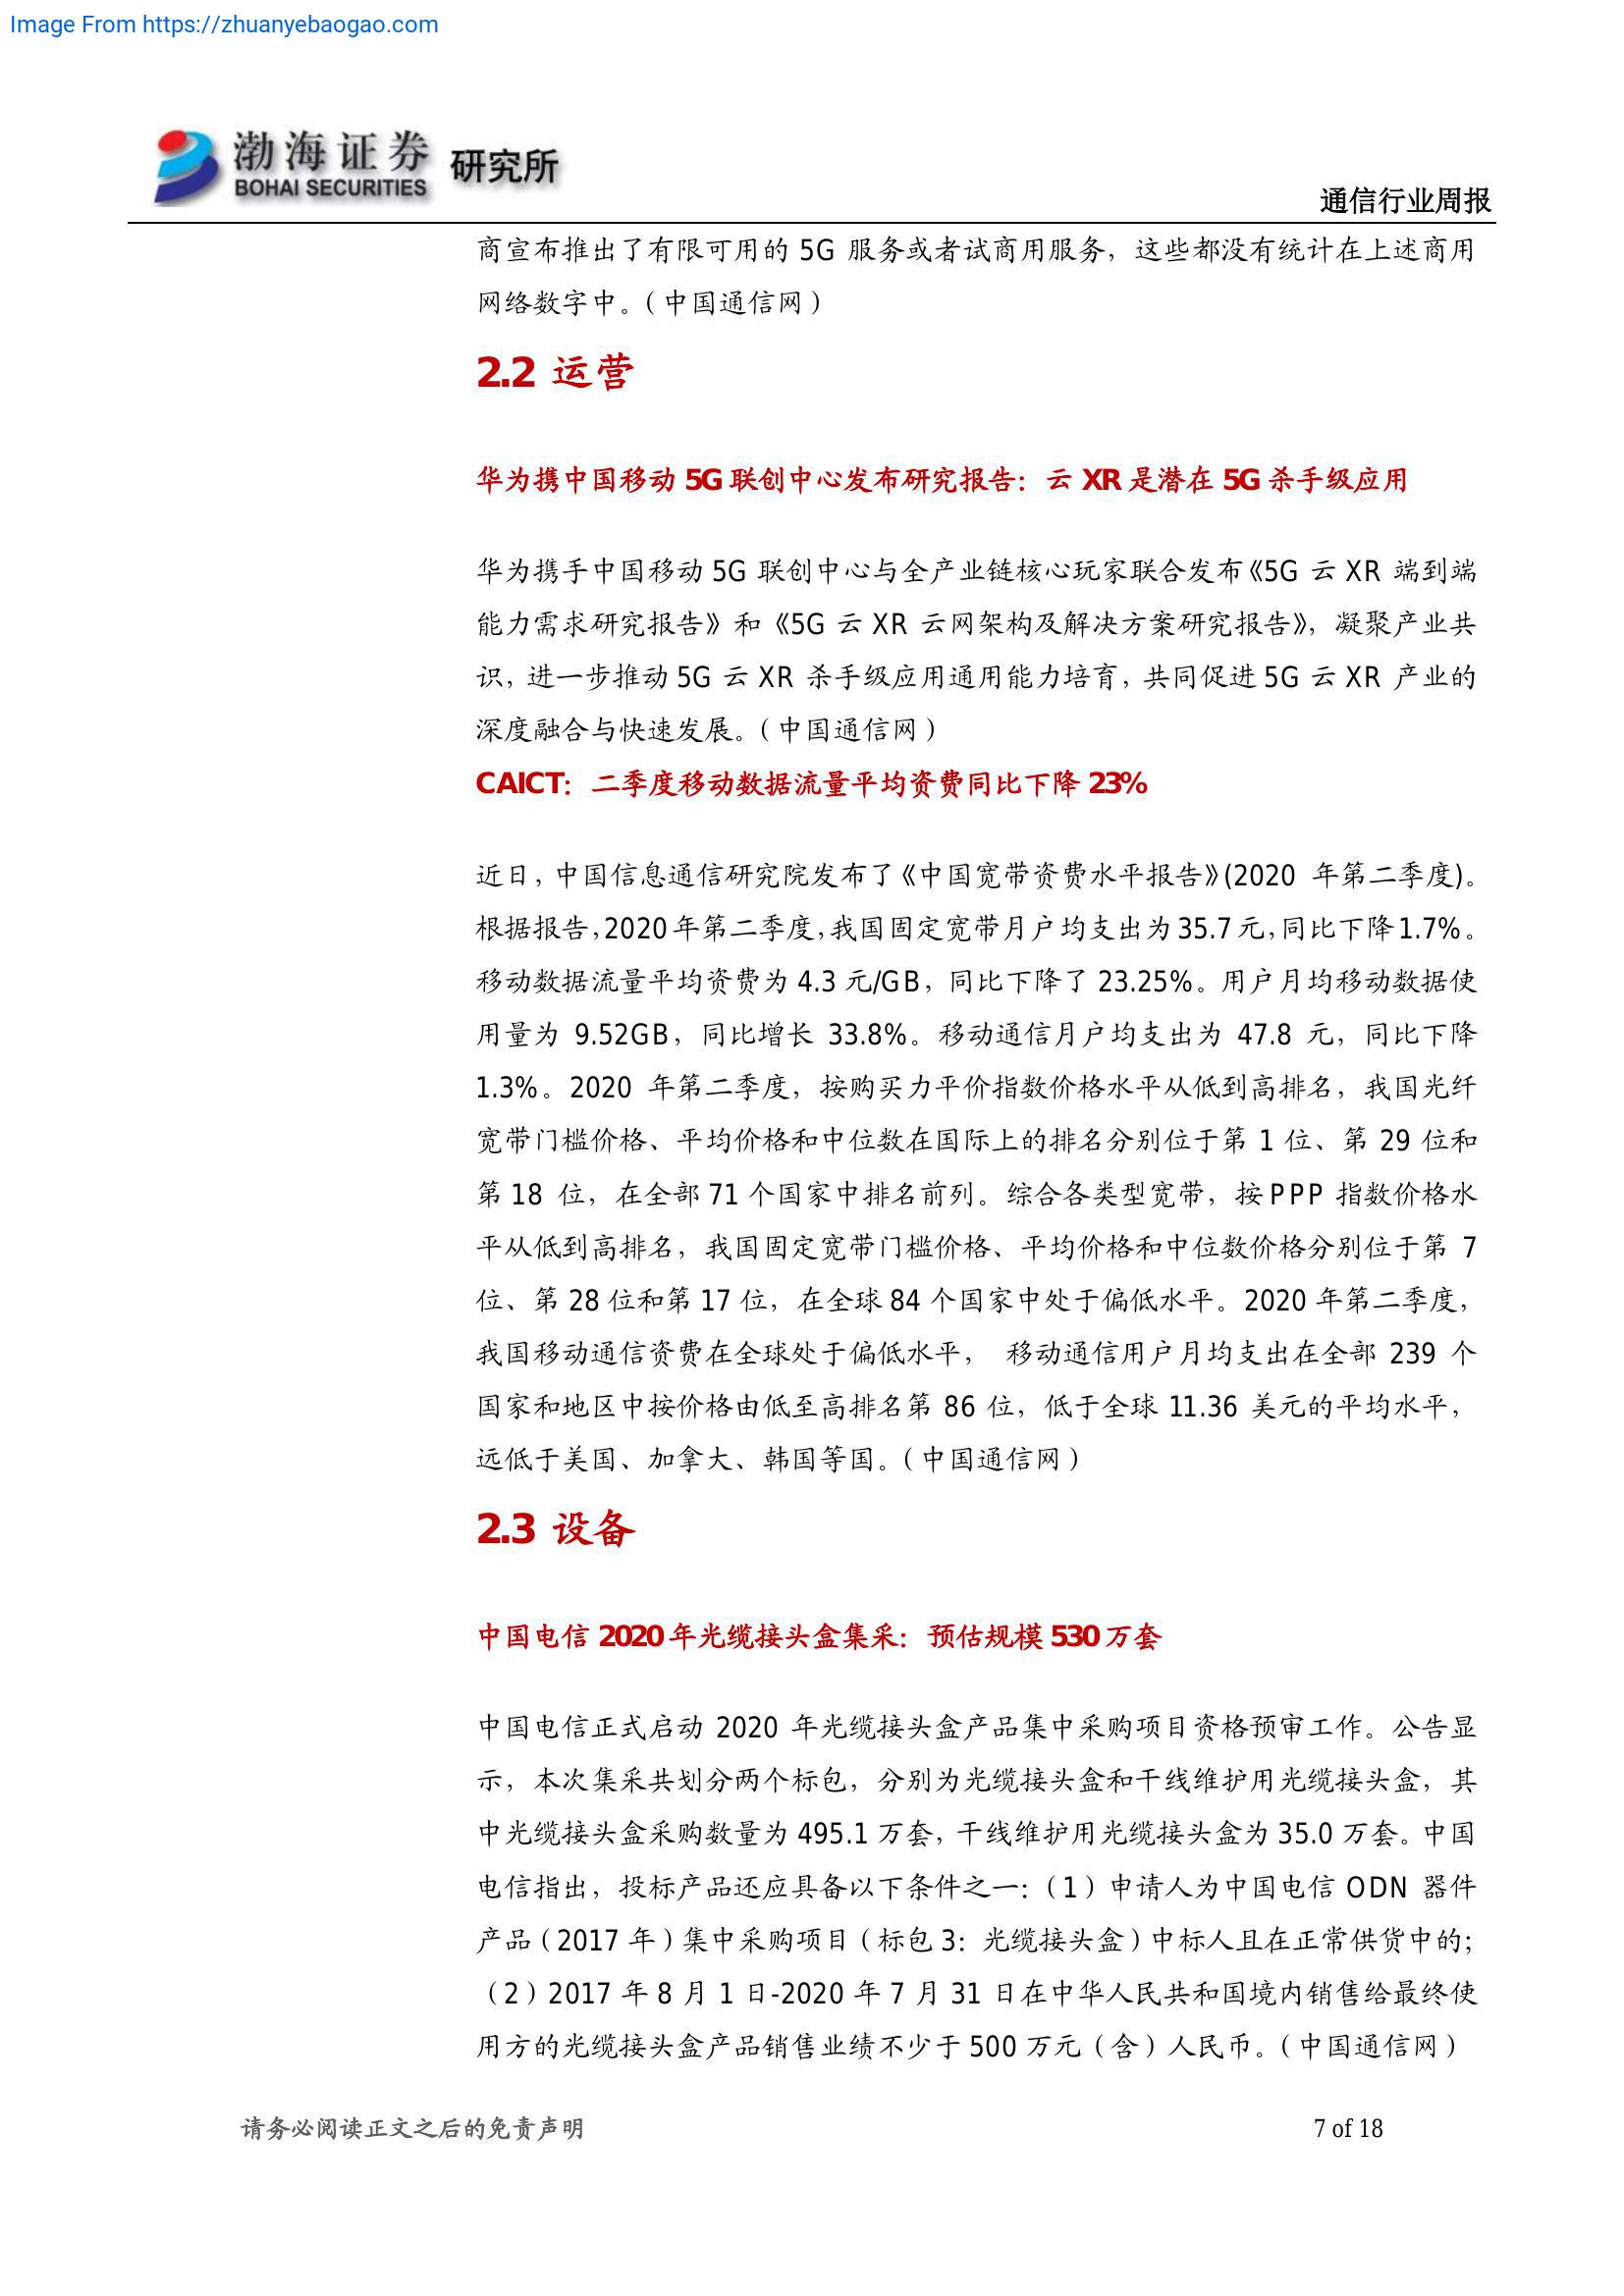 Image From https://zhuanyebaogao.com
渤海证券 研究所
BOHAI SECURITIES
通信行业周报
商宣布推出了有限可用的 5G 服务或者试商用服务，这些都没有统计在上述商用
网络数字中。（中国通信网）
2.2 运营
华为携中国移动 5G 联创中心发布研究报告：云 XR 是潜在 5G 杀手级应用
华为携手中国移动 5G 联创中心与全产业链核心玩家联合发布《5G 云 XR 端到端
能力需求研究报告》和《5G 云 XR 云网架构及解决方案研究报告》，凝聚产业共
识，进一步推动 5G 云 XR 杀手级应用通用能力培育，共同促进 5G 云 XR 产业的
深度融合与快速发展。（中国通信网）
CAICT：二季度移动数据流量平均资费同比下降 23%
近日，中国信息通信研究院发布了《中国宽带资费水平报告》(2020 年第二季度)。
根据报告，2020 年第二季度，我国固定宽带月户均支出为 35.7 元，同比下降 1.7%。
移动数据流量平均资费为 4.3 元/GB，同比下降了 23.25%。用户月均移动数据使
用量为 9.52GB，同比增长 33.8%。移动通信月户均支出为 47.8 元，同比下降
1.3%。2020 年第二季度，按购买力平价指数价格水平从低到高排名，我国光纤
宽带门槛价格、平均价格和中位数在国际上的排名分别位于第 1 位、第 29 位和
第 18 位，在全部 71 个国家中排名前列。综合各类型宽带，按 PPP 指数价格水
平从低到高排名，我国固定宽带门槛价格、平均价格和中位数价格分别位于第 7
位、第 28 位和第 17 位，在全球 84 个国家中处于偏低水平。2020 年第二季度，
我国移动通信资费在全球处于偏低水平， 移动通信用户月均支出在全部 239 个
国家和地区中按价格由低至高排名第 86 位，低于全球 11.36 美元的平均水平，
远低于美国、加拿大、韩国等国。（中国通信网）
2.3 设备
中国电信 2020 年光缆接头盒集采：预估规模 530 万套
中国电信正式启动 2020 年光缆接头盒产品集中采购项目资格预审工作。公告显
示，本次集采共划分两个标包，分别为光缆接头盒和干线维护用光缆接头盒，其
中光缆接头盒采购数量为 495.1 万套，干线维护用光缆接头盒为 35.0 万套。中国
电信指出，投标产品还应具备以下条件之一：（1）申请人为中国电信 ODN 器件
产品（2017 年）集中采购项目（标包 3：光缆接头盒）中标人且在正常供货中的；
（2）2017 年 8 月 1 日-2020 年 7 月 31 日在中华人民共和国境内销售给最终使
用方的光缆接头盒产品销售业绩不少于 500 万元（含）人民币。（中国通信网）
请务必阅读正文之后的免责声明
7 of 18